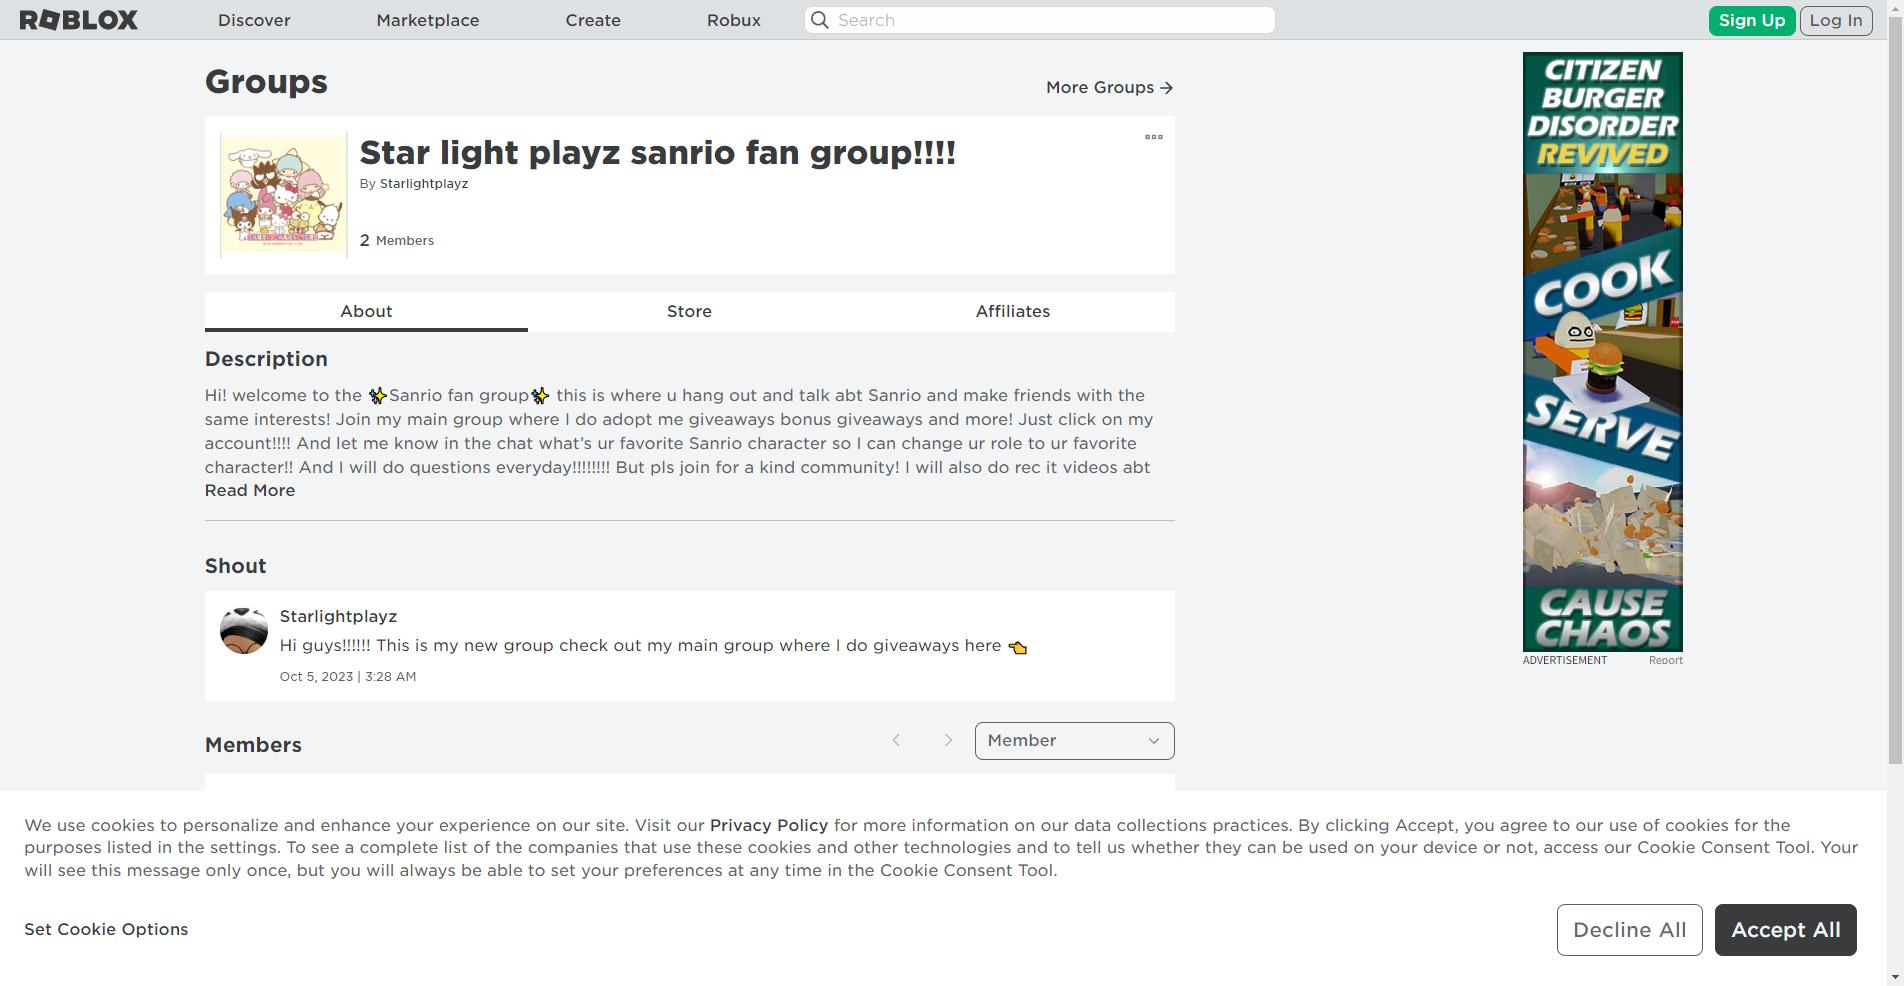 ROBLOX
Discover
Marketplace
Create
Robux
Search
Sign Up
Log In
Groups
More Groups
Star light playz sanrio fan group!!!!
By Starlightplayz
2 Members
About
Store
Affiliates
Description
Hi! welcome to the ✨Sanrio fan group✨ this is where u hang out and talk abt Sanrio and make friends with the
same interests! Join my main group where I do adopt me giveaways bonus giveaways and more! Just click on my
account!!!! And let me know in the chat what’s ur favorite Sanrio character so I can change ur role to ur favorite
character!! And I will do questions everyday!!!!!!!! But pls join for a kind community! I will also do rec it videos abt
Read More
Shout
Starlightplayz
Hi guys!!!!!! This is my new group check out my main group where I do giveaways here 👈
Oct 5, 2023 | 3:28 AM
Members
Member
CITIZEN
BURGER
DISORDER
REVIVED
COOK
SERVE
CAUSE
CHAOS
ADVERTISEMENT
Report
We use cookies to personalize and enhance your experience on our site. Visit our Privacy Policy for more information on our data collections practices. By clicking Accept, you agree to our use of cookies for the
purposes listed in the settings. To see a complete list of the companies that use these cookies and other technologies and to tell us whether they can be used on your device or not, access our Cookie Consent Tool. Your
will see this message only once, but you will always be able to set your preferences at any time in the Cookie Consent Tool.
Set Cookie Options
Decline All
Accept All